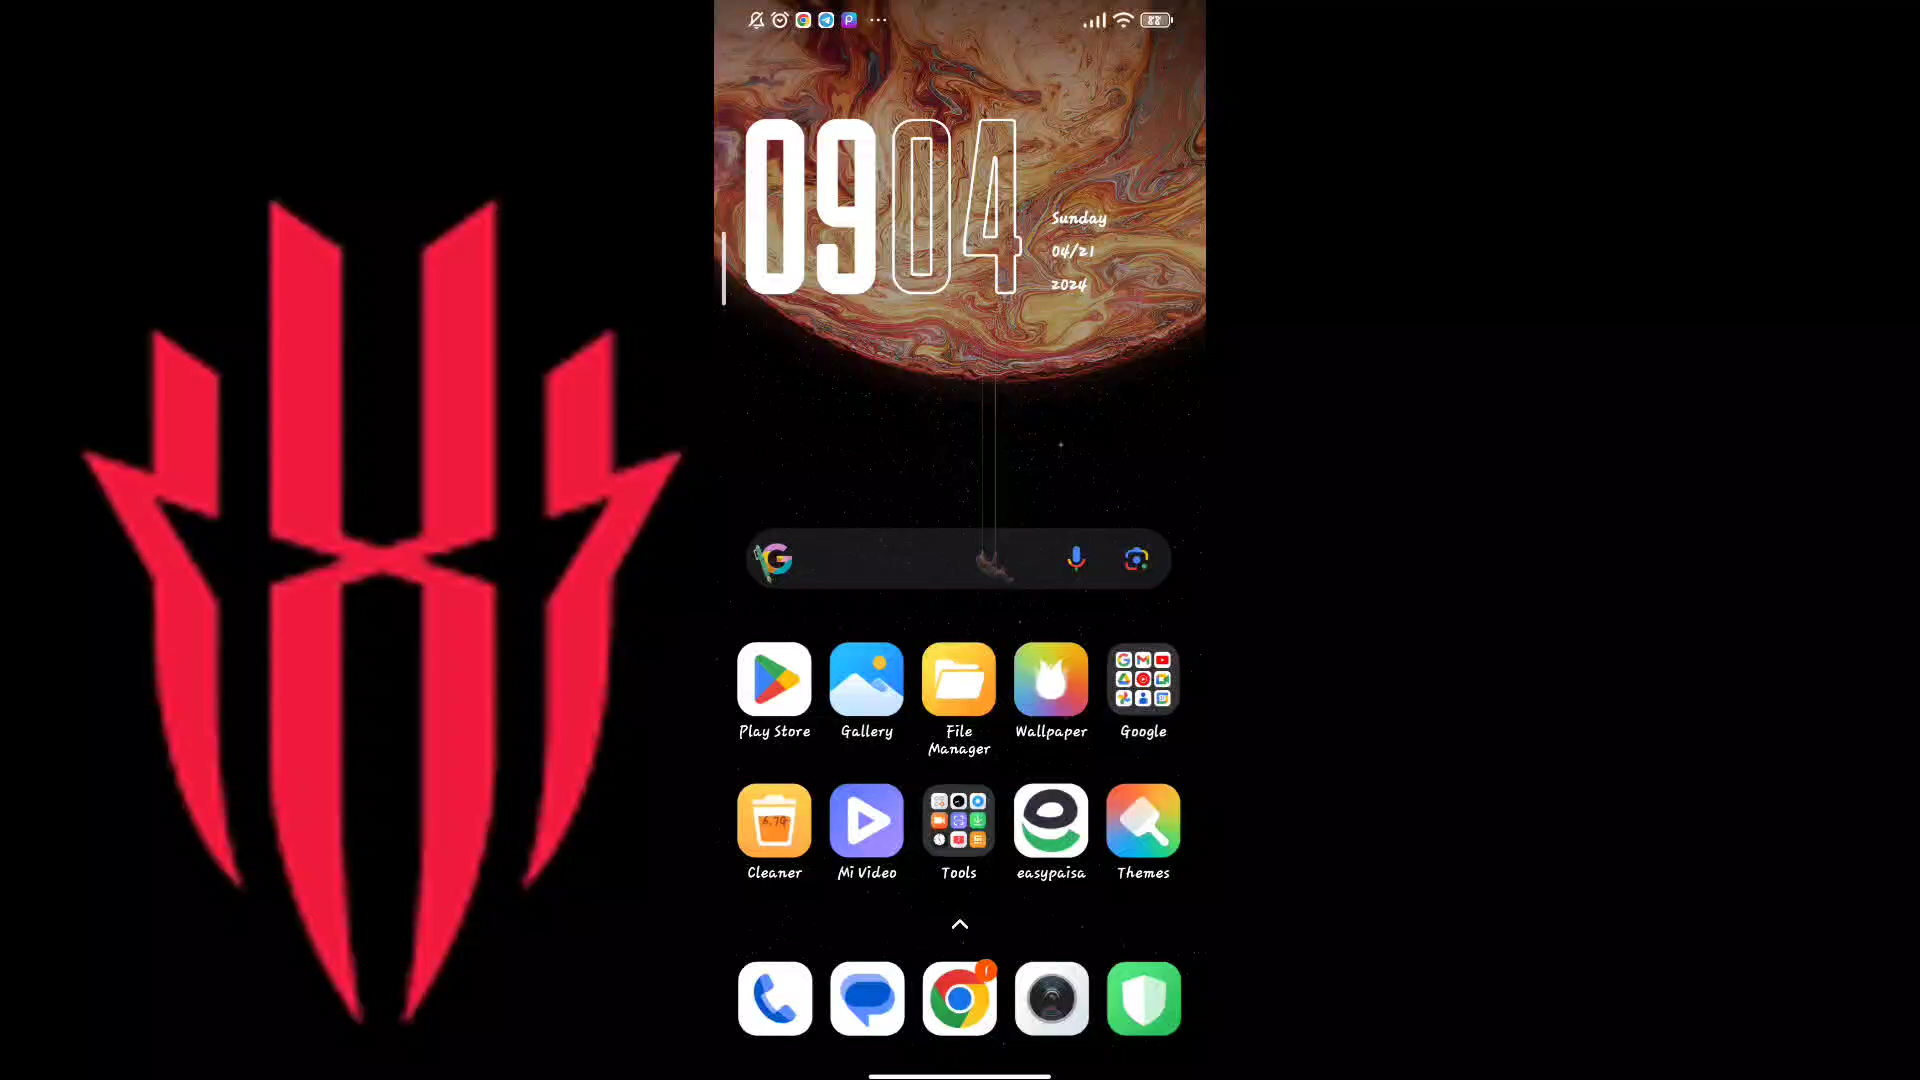 0904
Sunday
04/21
2024
Play Store
Gallery
File
Manager
Wallpaper
Google
Cleaner
Mi Video
Tools
easypaisa
Themes